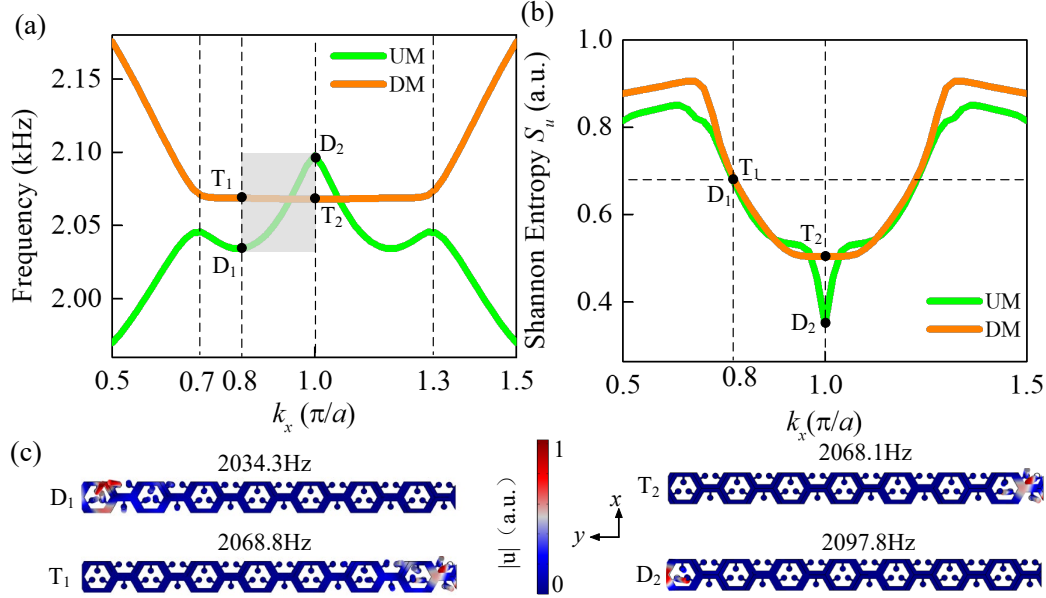 (a)
Frequency (kHz)
2.15
2.10
2.05
2.00
UM
DM
T1
D1
D2
T2
0.5 0.7 0.8 1.0 1.3 1.5
kx (π/a)
(b)
Shannon Entropy Su (a.u.)
1.0
0.8
0.6
0.4
T1
D1
T2
D2
UM
DM
0.5 0.8 1.0 1.5
kx(π/a)
(c)
2034.3Hz
D1
2068.8Hz
T1
|u| (a.u.)
1
0
x
y
2068.1Hz
T2
2097.8Hz
D2